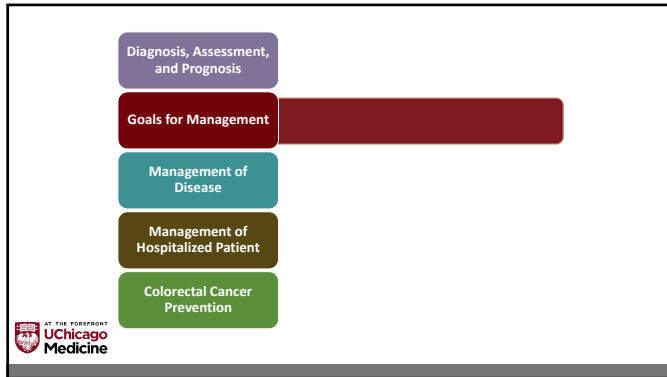 Diagnosis, Assessment,
and Prognosis
Goals for Management
Management of
Disease
Management of
Hospitalized Patient
Colorectal Cancer
Prevention
AT THE FOREFRONT
UChicago
Medicine